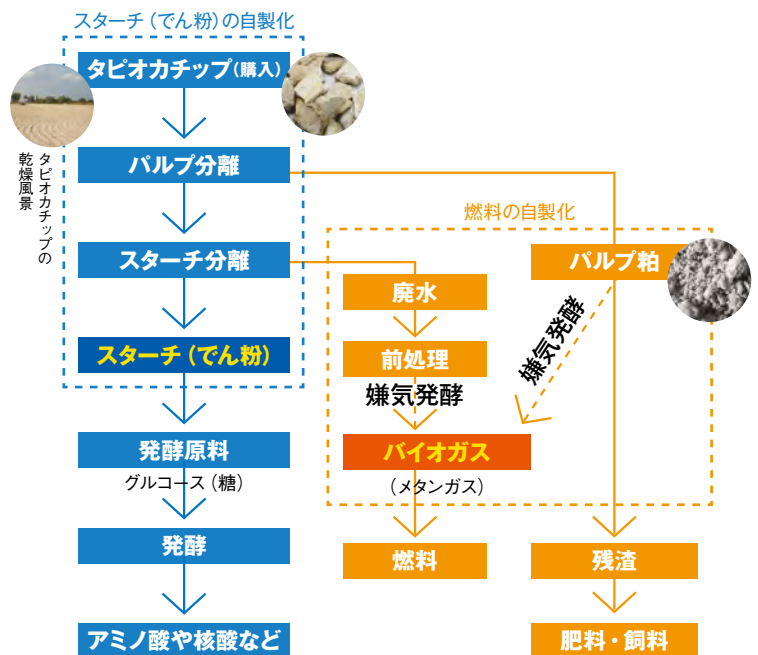 スターチ（でん粉）の自製化
タピオカチップ（購入）
タピオカチップの
乾燥風景
パルプ分離
スターチ分離
スターチ（でん粉）
発酵原料
グルコース（糖）
発酵
アミノ酸や核酸など
燃料の自製化
パルプ粕
廃水
前処理
嫌気発酵
嫌気発酵
バイオガス
（メタンガス）
燃料
残渣
肥料・飼料